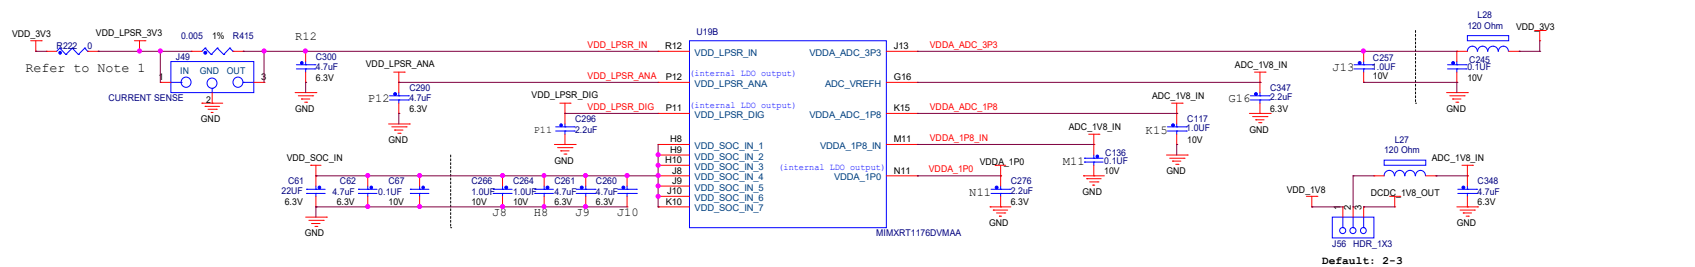 VDD_3V3
R222 0
VDD_LPSR_3V3
0.005 1% R415
J49
IN GND OUT
1 2 3
CURRENT SENSE
GND
Refer to Note 1
R12
C300
4.7uF
6.3V
GND
VDD_LPSR_IN R12
VDD_LPSR_ANA
VDD_LPSR_ANA P12
P12
C290
4.7uF
6.3V
GND
VDD_LPSR_DIG
VDD_LPSR_DIG P11
P11
C296
2.2uF
GND
VDD_SOC_IN
C61
22UF
6.3V
GND
C62
4.7uF
6.3V
C67
0.1UF
10V
C266
1.0UF
10V
J8
C264
1.0UF
10V
H8
C261
4.7uF
6.3V
J9
C260
4.7uF
6.3V
J10
H8
H9
H10
J8
J9
J10
K10
U19B
VDD_LPSR_IN
(internal LDO output)
VDD_LPSR_ANA
(internal LDO output)
VDD_LPSR_DIG
VDD_SOC_IN_1
VDD_SOC_IN_2
VDD_SOC_IN_3
VDD_SOC_IN_4
VDD_SOC_IN_5
VDD_SOC_IN_6
VDD_SOC_IN_7
VDDA_ADC_3P3
ADC_VREFH
VDDA_ADC_1P8
VDDA_1P8_IN
(internal LDO output)
VDDA_1P0
MIMXRT1176DVMAA
J13 VDDA_ADC_3P3
G16
K15 VDDA_ADC_1P8
M11 VDDA_1P8_IN
N11 VDDA_1P0
VDDA_1P0
N11
C276
2.2uF
6.3V
GND
ADC_1V8_IN
M11
C136
0.1UF
10V
GND
ADC_1V8_IN
K15
C117
1.0UF
10V
GND
ADC_1V8_IN
G16
C347
2.2uF
6.3V
GND
J13
C257
1.0UF
10V
L28
120 Ohm
VDD_3V3
C245
0.1UF
10V
GND
L27
120 Ohm
ADC_1V8_IN
C348
4.7uF
6.3V
GND
VDD_1V8
DCDC_1V8_OUT
1 2 3
J56 HDR_1X3
Default: 2-3